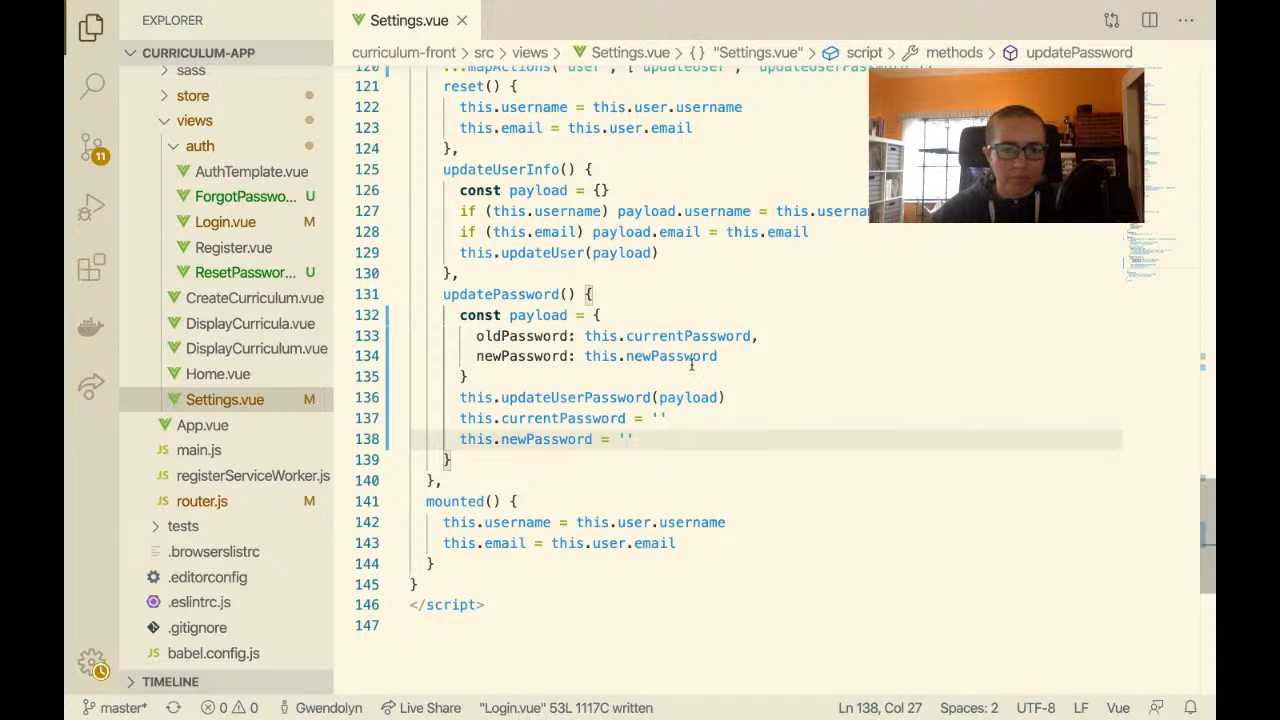 EXPLORER
CURRICULUM-APP
sass
store
views
auth
AuthTemplate.vue
ForgotPasswo... U
Login.vue M
Register.vue
ResetPasswor... U
CreateCurriculum.vue
DisplayCurricula.vue
DisplayCurriculum.vue
Home.vue
Settings.vue M
App.vue
main.js
registerServiceWorker.js
router.js M
tests
.browserslistrc
.editorconfig
.eslintrc.js
.gitignore
babel.config.js
TIMELINE
11
Settings.vue
curriculum-front > src > views > Settings.vue > {} "Settings.vue" > script > methods > updatePassword
120 ...mapActions('user', ['updateUser',
121 reset() {
122 this.username = this.user.username
123 this.email = this.user.email
124 },
125 updateUserInfo() {
126 const payload = {}
127 if (this.username) payload.username = this.userna
128 if (this.email) payload.email = this.email
129 this.updateUser(payload)
130 },
131 updatePassword() {
132 const payload = {
133 oldPassword: this.currentPassword,
134 newPassword: this.newPassword
135 }
136 this.updateUserPassword(payload)
137 this.currentPassword = ''
138 this.newPassword = ''
139 }
140 },
141 mounted() {
142 this.username = this.user.username
143 this.email = this.user.email
144 }
145 }
146 </script>
147
master* 0 0 Gwendolyn Live Share "Login.vue" 53L 1117C written Ln 138, Col 27 Spaces: 2 UTF-8 LF Vue